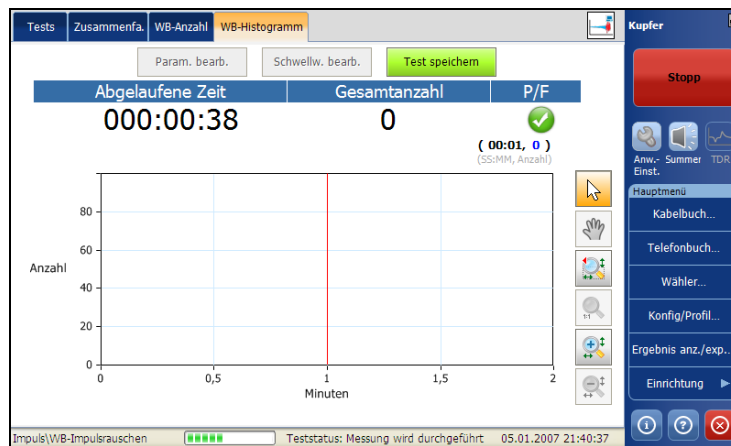 Tests Zusammenfa. WB-Anzahl WB-Histogramm
Param. bearb. Schwellw. bearb. Test speichern
Abgelaufene Zeit Gesamtanzahl P/F
000:00:38 0
( 00:01, 0 )
(SS:MM, Anzahl)
Anzahl
80
60
40
20
0
0 0,5 1 1,5 2
Minuten
1:1
Impuls\WB-Impulsrauschen Teststatus: Messung wird durchgeführt 05.01.2007 21:40:37
Kupfer
Stopp
Anw.- Summer TDR
Einst.
Hauptmenü
Kabelbuch...
Telefonbuch...
Wähler...
Konfig/Profil...
Ergebnis anz./exp..
Einrichtung